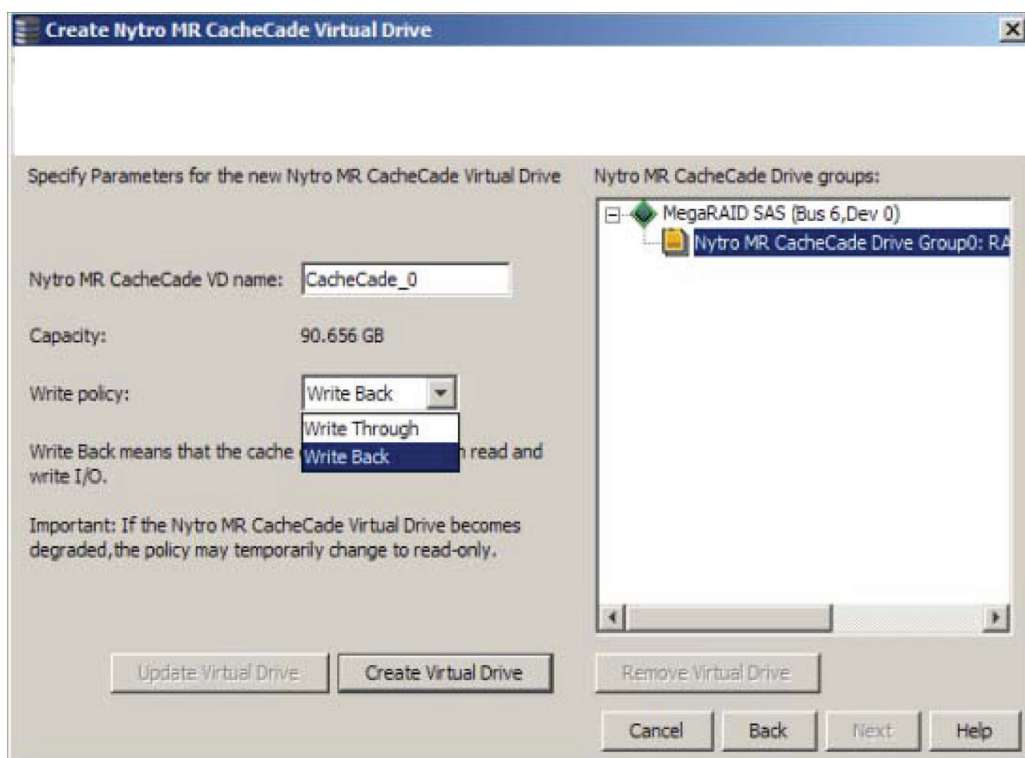 Create Nytro MR CacheCade Virtual Drive
Specify Parameters for the new Nytro MR CacheCade Virtual Drive
Nytro MR CacheCade VD name: CacheCade_0
Capacity: 90.656 GB
Write policy: Write Back
Write Through
Write Back
Write Back means that the cache read and
write I/O.
Important: If the Nytro MR CacheCade Virtual Drive becomes
degraded,the policy may temporarily change to read-only.
Update Virtual Drive
Create Virtual Drive
Nytro MR CacheCade Drive groups:
MegaRAID SAS (Bus 6,Dev 0)
Nytro MR CacheCade Drive Group0: RA
Remove Virtual Drive
Cancel
Back
Next
Help